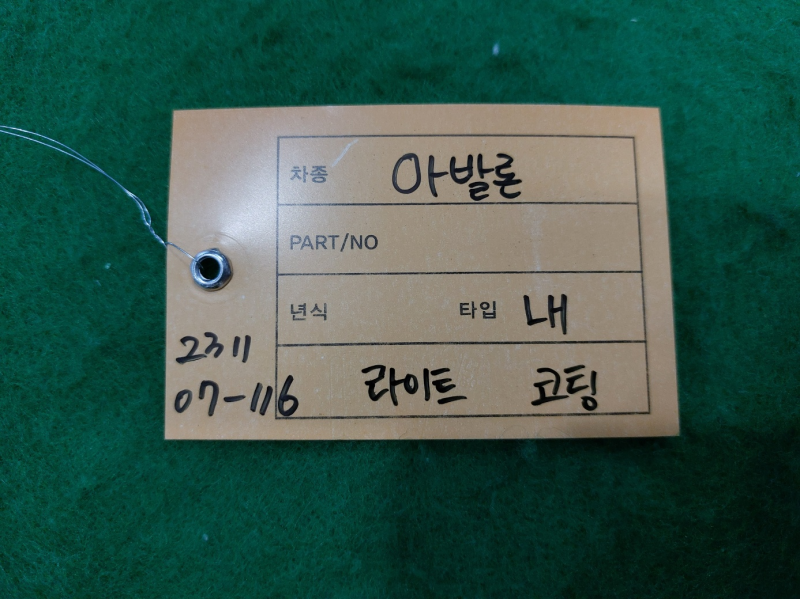 차종 아발론
PART/NO
년식 타입 내
라이트 코팅
2311
07-116